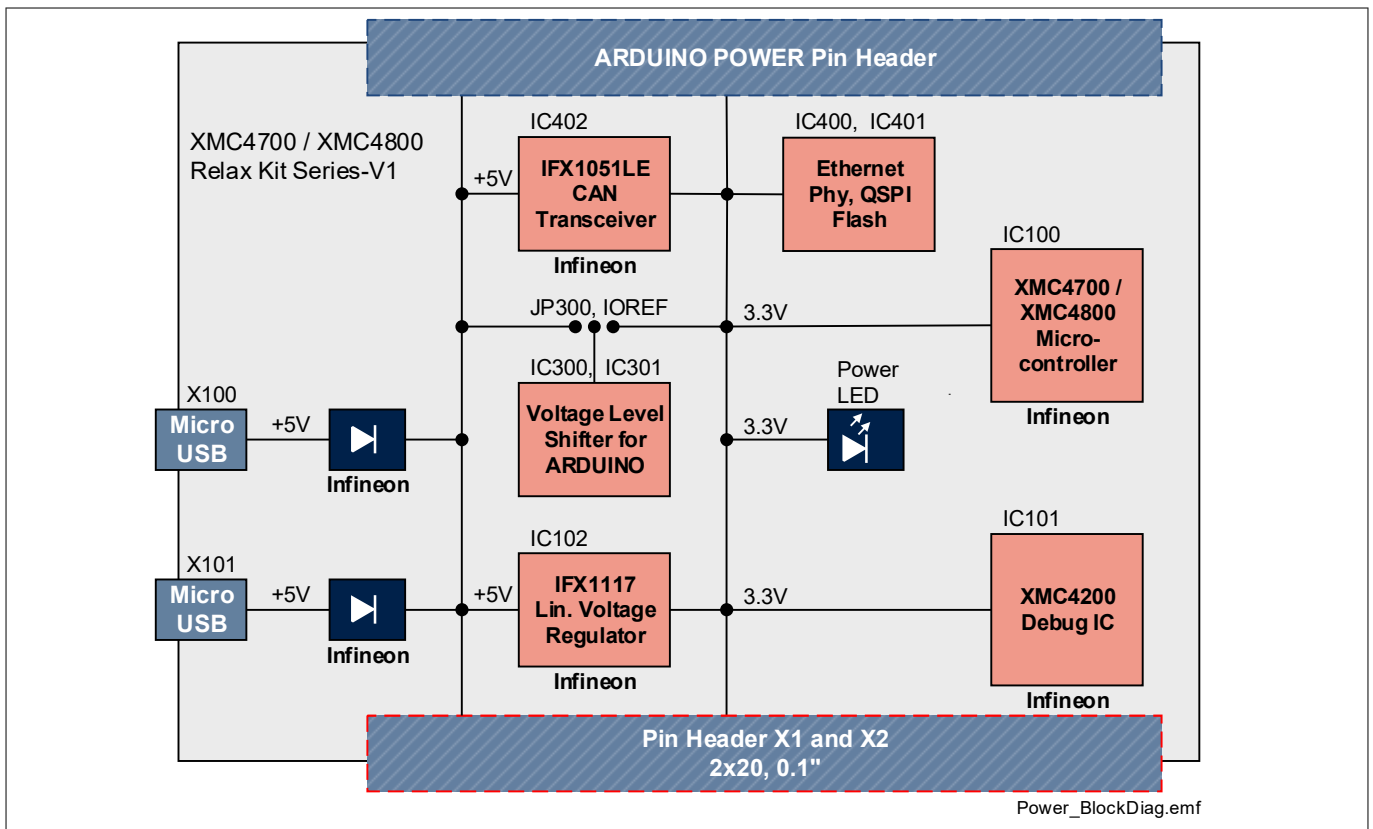 ARDUINO POWER Pin Header
XMC4700 / XMC4800
Relax Kit Series-V1
IC402
IFX1051LE
CAN
Transceiver
Infineon
+5V
IC400, IC401
Ethernet
Phy, QSPI
Flash
IC100
XMC4700 /
XMC4800
Micro-
controller
Infineon
JP300, IOREF
3.3V
IC300, IC301
Voltage Level
Shifter for
ARDUINO
Power
LED
3.3V
X100
Micro
USB
+5V
Infineon
X101
Micro
USB
+5V
Infineon
+5V
IC102
IFX1117
Lin. Voltage
Regulator
Infineon
3.3V
IC101
XMC4200
Debug IC
Infineon
Pin Header X1 and X2
2x20, 0.1"
Power_BlockDiag.emf